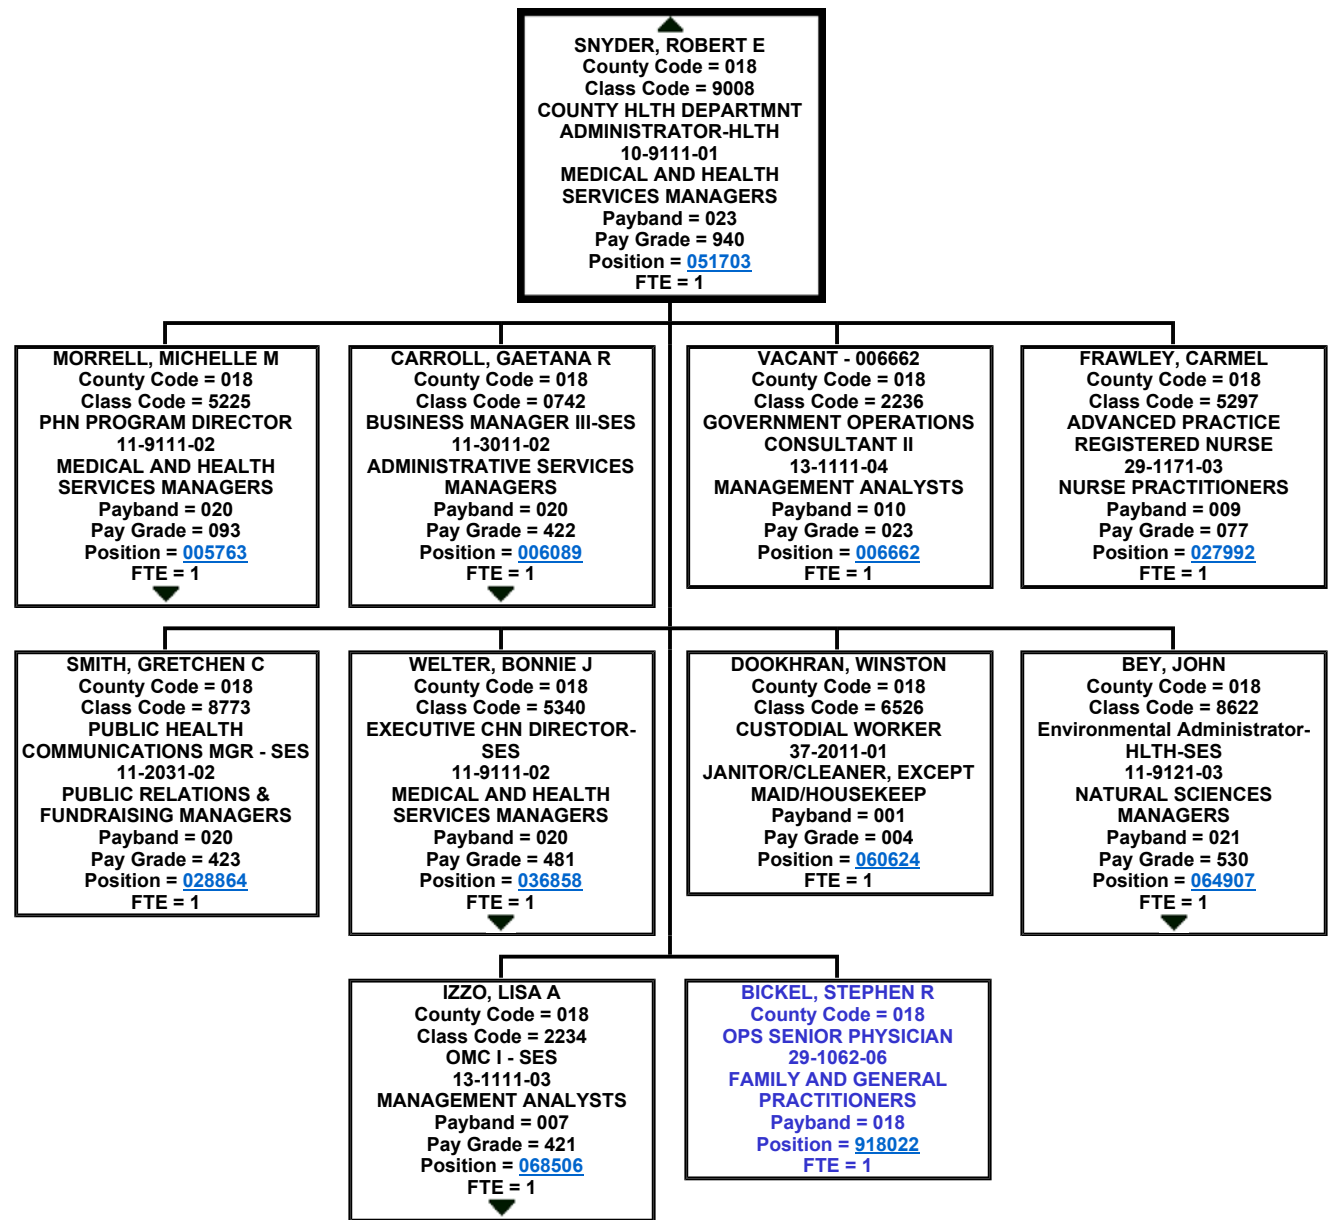 SNYDER, ROBERT E
County Code = 018
Class Code = 9008
COUNTY HLTH DEPARTMNT
ADMINISTRATOR-HLTH
10-9111-01
MEDICAL AND HEALTH
SERVICES MANAGERS
Payband = 023
Pay Grade = 940
Position = 051703
FTE = 1
MORRELL, MICHELLE M
County Code = 018
Class Code = 5225
PHN PROGRAM DIRECTOR
11-9111-02
MEDICAL AND HEALTH
SERVICES MANAGERS
Payband = 020
Pay Grade = 093
Position = 005763
FTE = 1
CARROLL, GAETANA R
County Code = 018
Class Code = 0742
BUSINESS MANAGER III-SES
11-3011-02
ADMINISTRATIVE SERVICES
MANAGERS
Payband = 020
Pay Grade = 422
Position = 006089
FTE = 1
VACANT - 006662
County Code = 018
Class Code = 2236
GOVERNMENT OPERATIONS
CONSULTANT II
13-1111-04
MANAGEMENT ANALYSTS
Payband = 010
Pay Grade = 023
Position = 006662
FTE = 1
FRAWLEY, CARMEL
County Code = 018
Class Code = 5297
ADVANCED PRACTICE
REGISTERED NURSE
29-1171-03
NURSE PRACTITIONERS
Payband = 009
Pay Grade = 077
Position = 027992
FTE = 1
SMITH, GRETCHEN C
County Code = 018
Class Code = 8773
PUBLIC HEALTH
COMMUNICATIONS MGR - SES
11-2031-02
PUBLIC RELATIONS &
FUNDRAISING MANAGERS
Payband = 020
Pay Grade = 423
Position = 028864
FTE = 1
WELTER, BONNIE J
County Code = 018
Class Code = 5340
EXECUTIVE CHN DIRECTOR-
SES
11-9111-02
MEDICAL AND HEALTH
SERVICES MANAGERS
Payband = 020
Pay Grade = 481
Position = 036858
FTE = 1
DOOKHRAN, WINSTON
County Code = 018
Class Code = 6526
CUSTODIAL WORKER
37-2011-01
JANITOR/CLEANER, EXCEPT
MAID/HOUSEKEEP
Payband = 001
Pay Grade = 004
Position = 060624
FTE = 1
BEY, JOHN
County Code = 018
Class Code = 8622
Environmental Administrator-
HLTH-SES
11-9121-03
NATURAL SCIENCES
MANAGERS
Payband = 021
Pay Grade = 530
Position = 064907
FTE = 1
IZZO, LISA A
County Code = 018
Class Code = 2234
OMC I - SES
13-1111-03
MANAGEMENT ANALYSTS
Payband = 007
Pay Grade = 421
Position = 068506
FTE = 1
BICKEL, STEPHEN R
County Code = 018
OPS SENIOR PHYSICIAN
29-1062-06
FAMILY AND GENERAL
PRACTITIONERS
Payband = 018
Position = 918022
FTE = 1